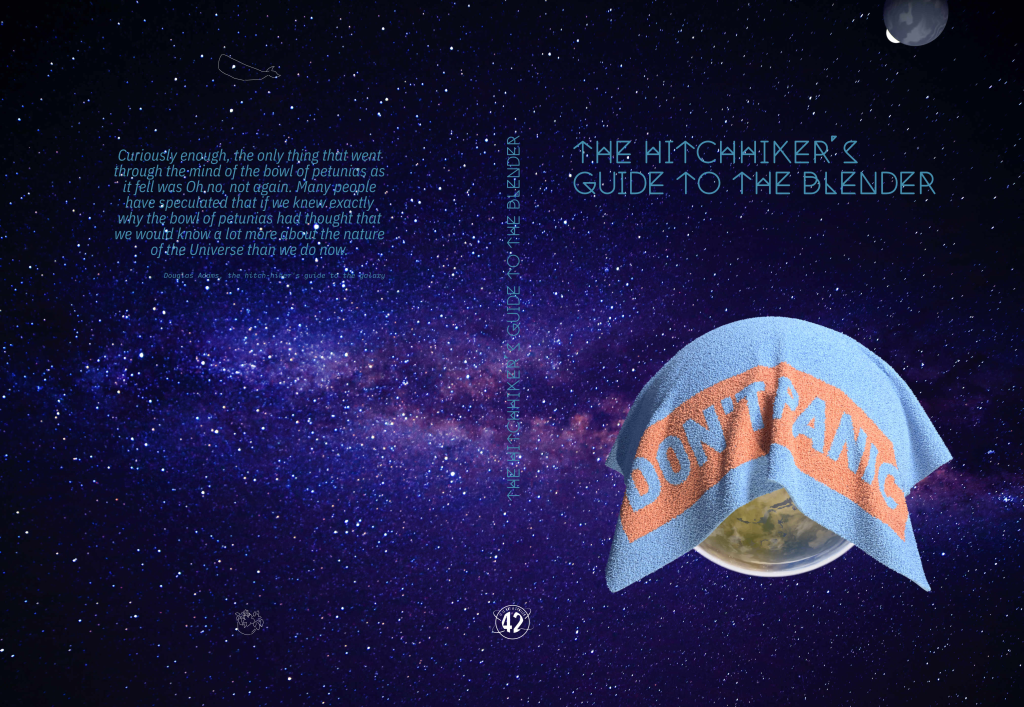 Curiously enough, the only thing that went
through the mind of the bowl of petunias as
it fell was Oh no, not again. Many people
have speculated that if we knew exactly
why the bowl of petunias had thought that
we would know a lot more about the nature
of the Universe than we do now.
Douglas Adams, the hitch-hiker's guide to the galaxy
THE HITCHHIKER'S GUIDE TO THE BLENDER
42
THE HITCHHIKER'S
GUIDE TO THE BLENDER
DON'T PANIC